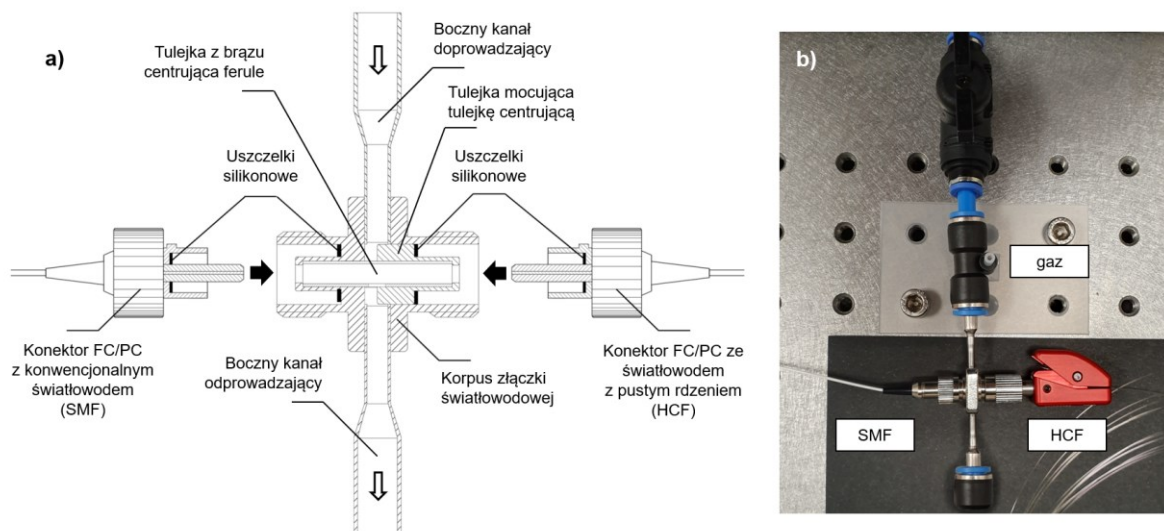 a)
Tulejka z brązu
centrująca ferule
Boczny kanał
doprowadzający
Tulejka mocująca
tulejkę centrującą
Uszczelki
silikonowe
Uszczelki
silikonowe
Konektor FC/PC
z konwencjonalnym
światłowodem
(SMF)
Boczny kanał
odprowadzający
Korpus złączki
światłowodowej
Konektor FC/PC ze
światłowodem
z pustym rdzeniem
(HCF)
b)
gaz
SMF
HCF